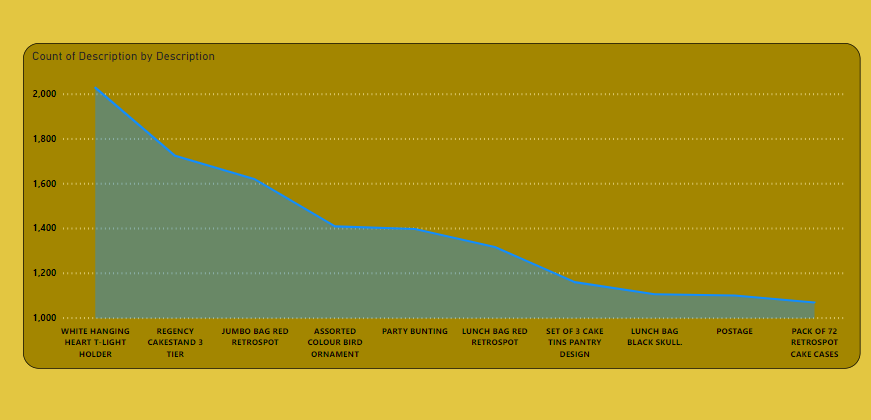 Count of Description by Description
2,000
1,800
1,600
1,400
1,200
1,000
WHITE HANGING
HEART T-LIGHT
HOLDER
REGENCY
CAKESTAND 3
TIER
JUMBO BAG RED
RETROSPOT
ASSORTED
COLOUR BIRD
ORNAMENT
PARTY BUNTING
LUNCH BAG RED
RETROSPOT
SET OF 3 CAKE
TINS PANTRY
DESIGN
LUNCH BAG
BLACK SKULL.
POSTAGE
PACK OF 72
RETROSPOT
CAKE CASES